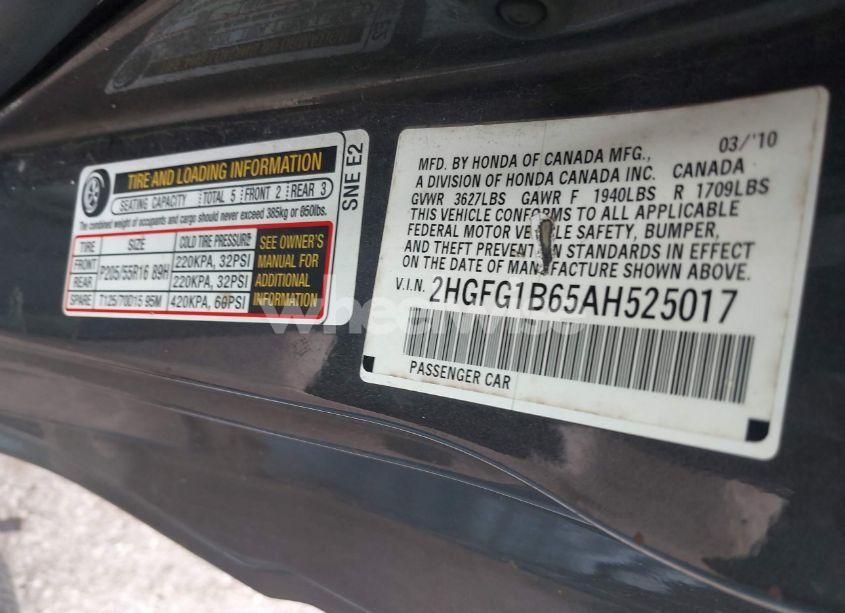 TIRE AND LOADING INFORMATION
SEATING CAPACITY TOTAL 5 FRONT 2 REAR 3
The combined weight of occupants and cargo should never exceed 385kg or 850lbs.
TIRE SIZE COLD TIRE PRESSURE
FRONT P205/55R16 89H 220KPA, 32PSI
REAR 220KPA, 32PSI
SPARE T125/70D15 95M 420KPA, 60PSI
SEE OWNER'S
MANUAL FOR
ADDITIONAL
INFORMATION
SNE E2
03/'10
MFD. BY HONDA OF CANADA MFG.,
A DIVISION OF HONDA CANADA INC. CANADA
GVWR 3627LBS GAWR F 1940LBS R 1709LBS
THIS VEHICLE CONFORMS TO ALL APPLICABLE
FEDERAL MOTOR VEHICLE SAFETY, BUMPER,
AND THEFT PREVENTION STANDARDS IN EFFECT
ON THE DATE OF MANUFACTURE SHOWN ABOVE.
V.I.N. 2HGFG1B65AH525017
PASSENGER CAR